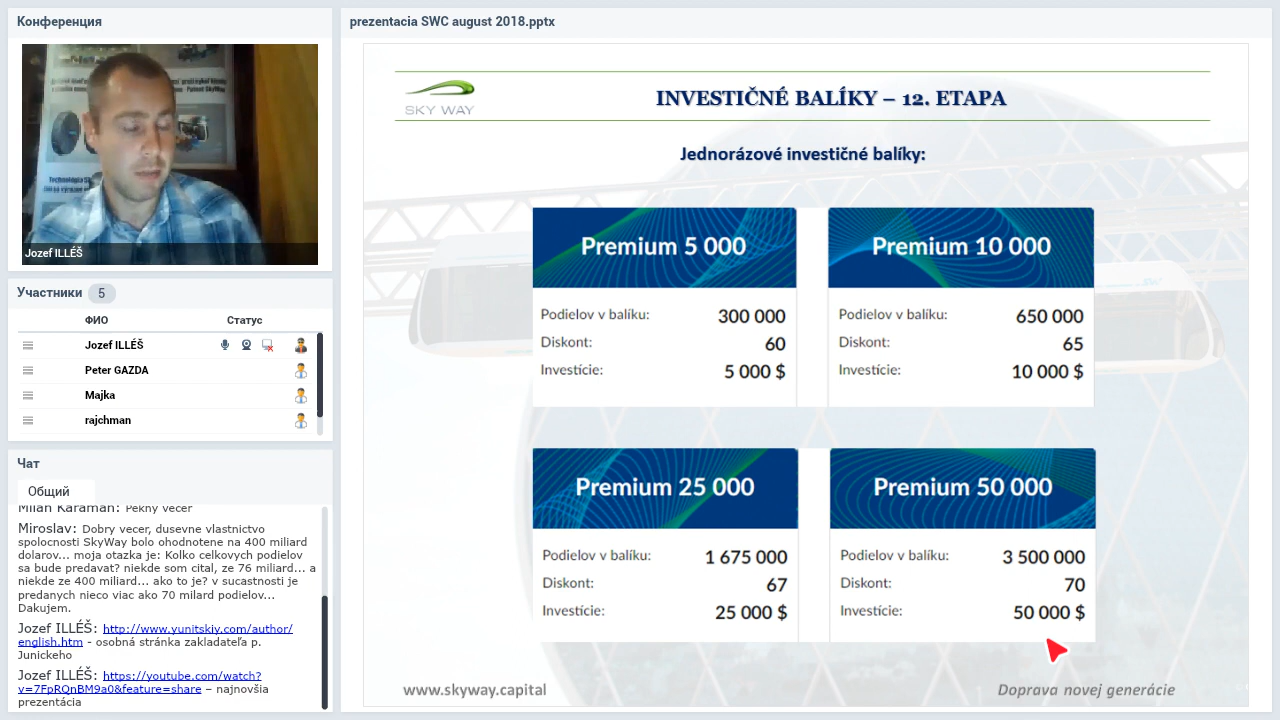 Конференция
Jozef ILLÉŠ
Участники 5
ФИО Статус
Jozef ILLÉŠ
Peter GAZDA
Majka
rajchman
Чат
Общий
Milan Karaman: Pekny vecer
Miroslav: Dobry vecer, dusevne vlastnictvo
spolocnosti SkyWay bolo ohodnotene na 400 miliard
dolarov... moja otazka je: Kolko celkovych podielov
sa bude predavat? niekde som cital, ze 76 miliard... a
niekde ze 400 miliard... ako to je? v sucastnosti je
predanych nieco viac ako 70 milard podielov...
Dakujem.
Jozef ILLÉŠ: http://www.yunitskiy.com/author/
english.htm - osobná stránka zakladateľa p.
Junickeho
Jozef ILLÉŠ: https://youtube.com/watch?
v=7FpRQnBM9a0&feature=share – najnovšia
prezentácia
prezentacia SWC august 2018.pptx
SKY WAY
INVESTIČNÉ BALÍKY – 12. ETAPA
Jednorázové investičné balíky:
Premium 5 000
Podielov v balíku: 300 000
Diskont: 60
Investície: 5 000 $
Premium 10 000
Podielov v balíku: 650 000
Diskont: 65
Investície: 10 000 $
Premium 25 000
Podielov v balíku: 1 675 000
Diskont: 67
Investície: 25 000 $
Premium 50 000
Podielov v balíku: 3 500 000
Diskont: 70
Investície: 50 000 $
www.skyway.capital
Doprava novej generácie